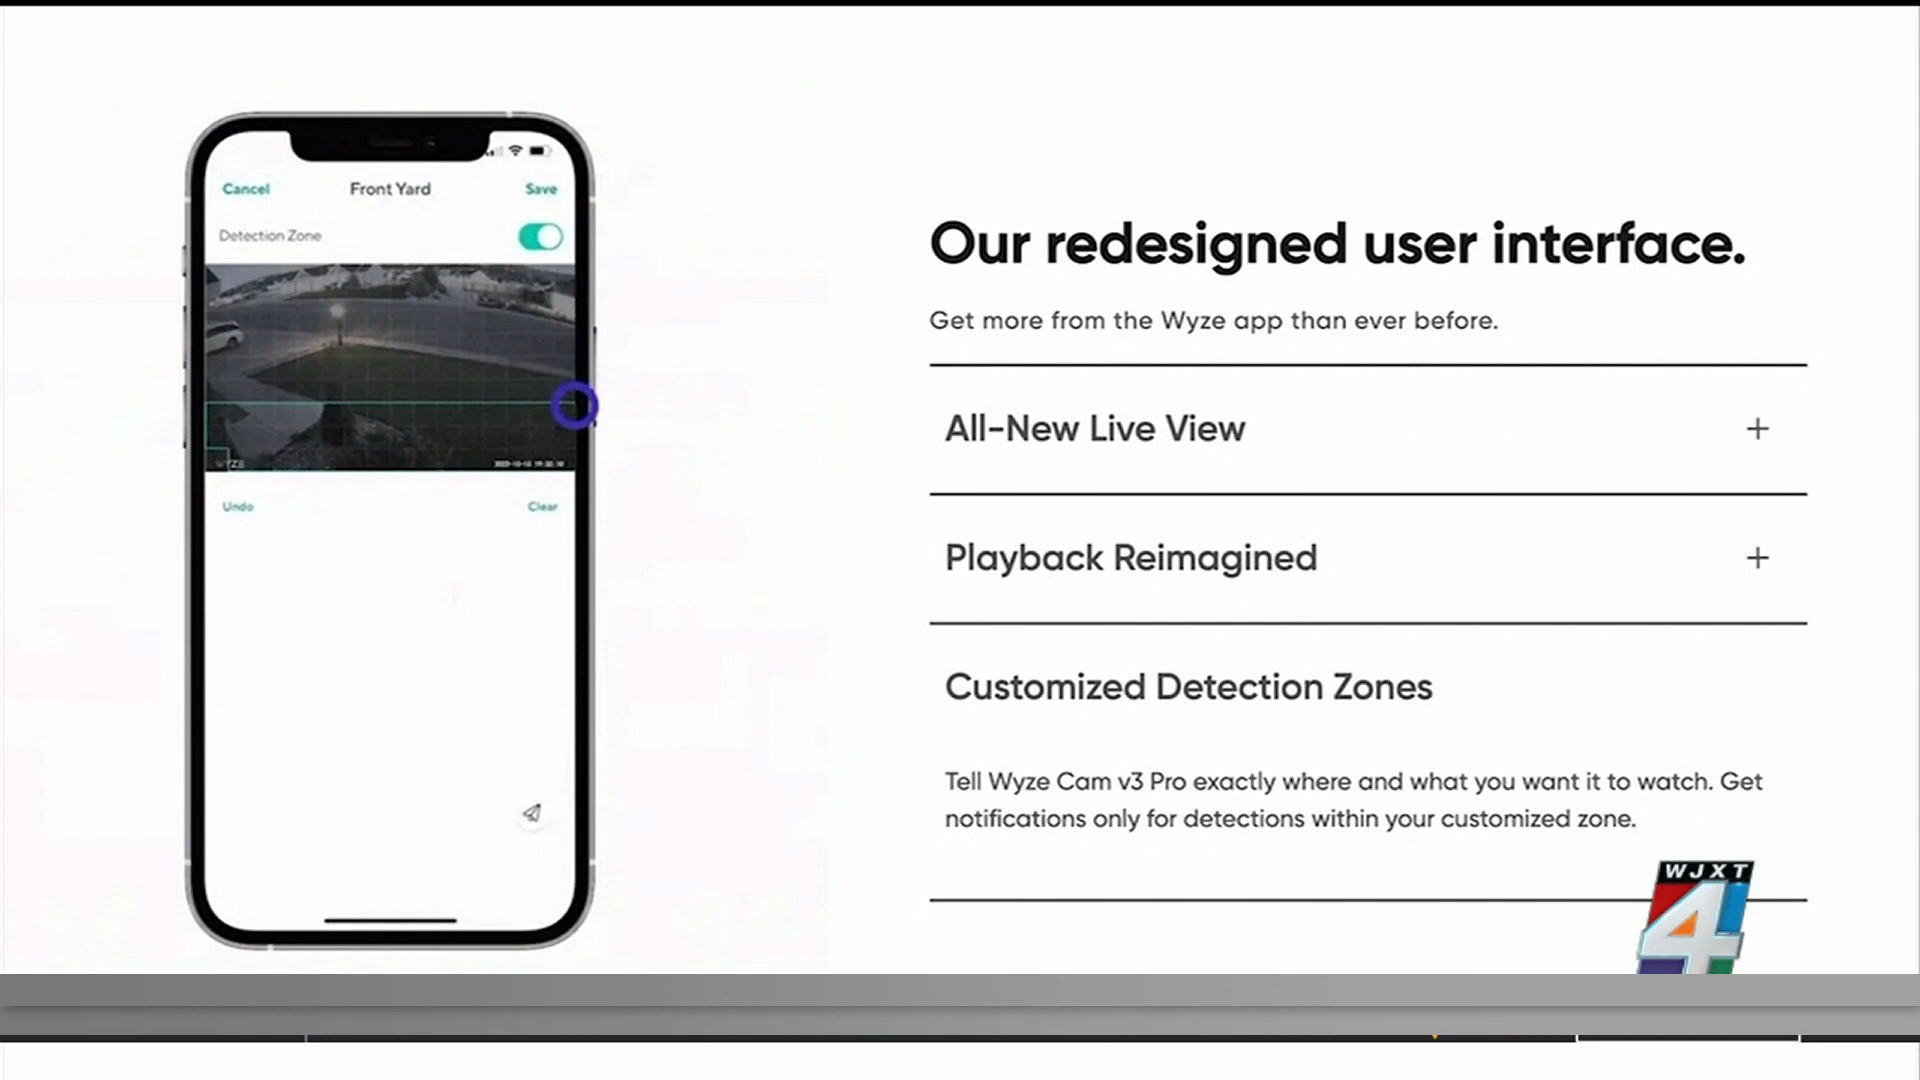 Cancel
Front Yard
Save
Detection Zone
WYZE
Undo
Clear
Our redesigned user interface.
Get more from the Wyze app than ever before.
All-New Live View
+
Playback Reimagined
+
Customized Detection Zones
Tell Wyze Cam v3 Pro exactly where and what you want it to watch. Get
notifications only for detections within your customized zone.
WJXT
4